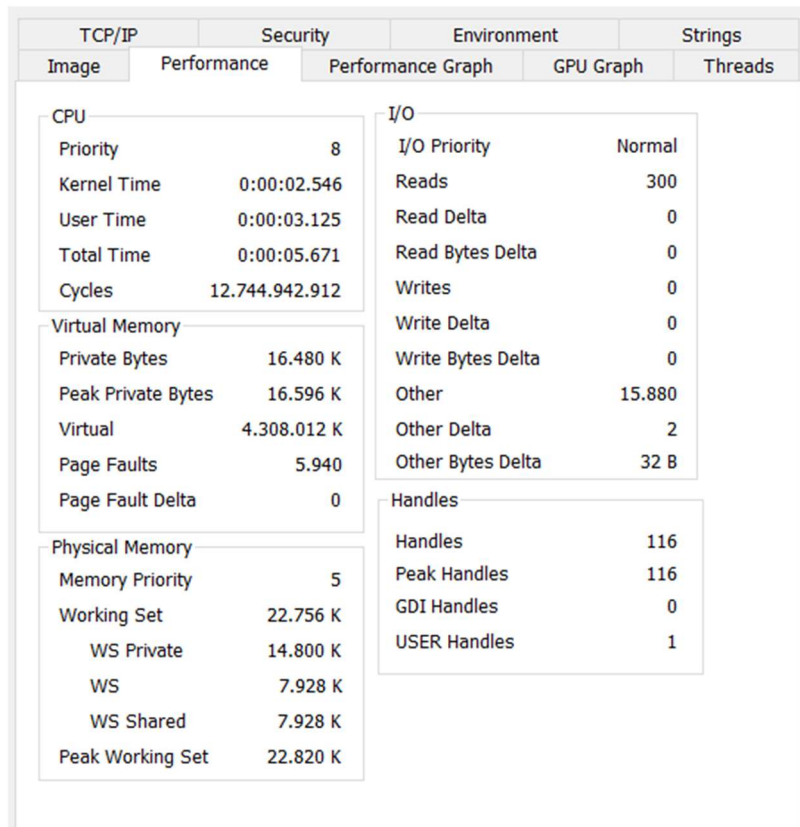 TCP/IP Security Environment Strings
Image Performance Performance Graph GPU Graph Threads
CPU
Priority 8
Kernel Time 0:00:02.546
User Time 0:00:03.125
Total Time 0:00:05.671
Cycles 12.744.942.912
Virtual Memory
Private Bytes 16.480 K
Peak Private Bytes 16.596 K
Virtual 4.308.012 K
Page Faults 5.940
Page Fault Delta 0
Physical Memory
Memory Priority 5
Working Set 22.756 K
WS Private 14.800 K
WS 7.928 K
WS Shared 7.928 K
Peak Working Set 22.820 K
I/O
I/O Priority Normal
Reads 300
Read Delta 0
Read Bytes Delta 0
Writes 0
Write Delta 0
Write Bytes Delta 0
Other 15.880
Other Delta 2
Other Bytes Delta 32 B
Handles
Handles 116
Peak Handles 116
GDI Handles 0
USER Handles 1